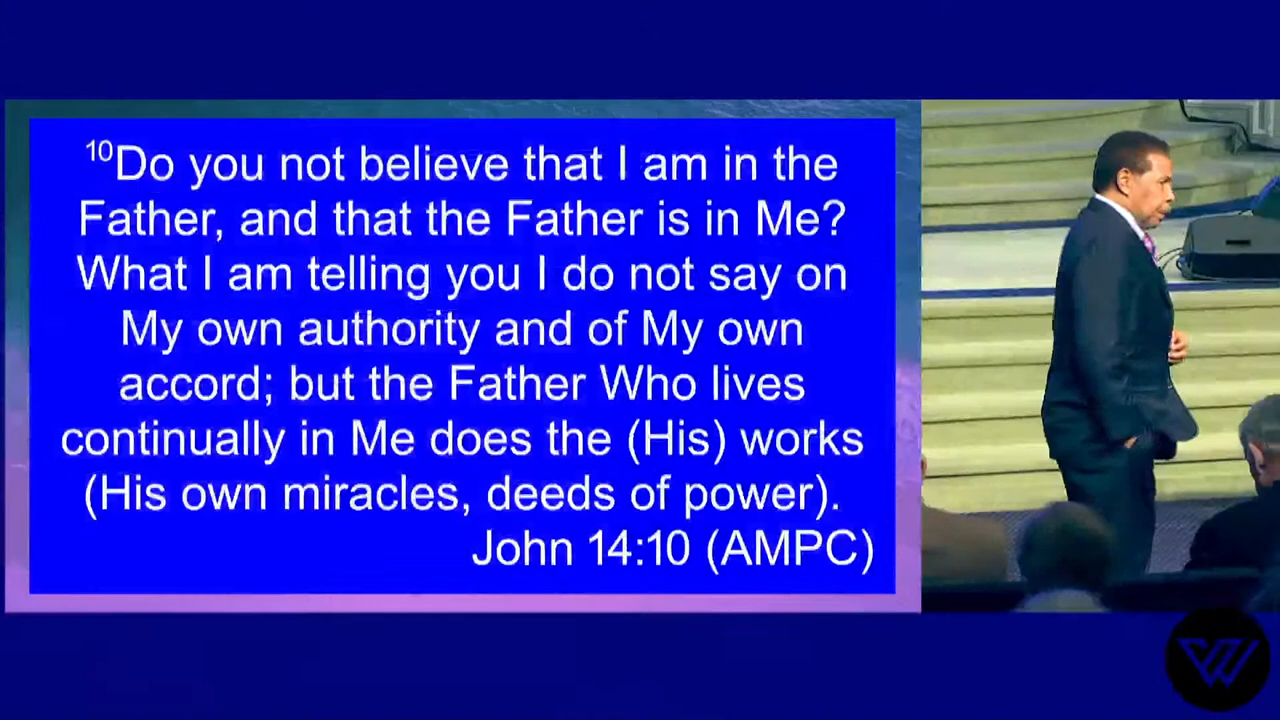 ¹⁰Do you not believe that I am in the
Father, and that the Father is in Me?
What I am telling you I do not say on
My own authority and of My own
accord; but the Father Who lives
continually in Me does the (His) works
(His own miracles, deeds of power).
John 14:10 (AMPC)